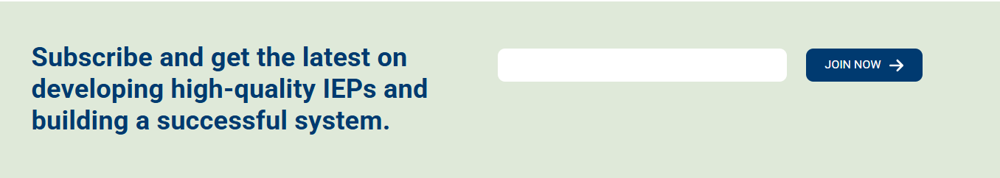 Subscribe and get the latest on
developing high-quality IEPs and
building a successful system.
JOIN NOW